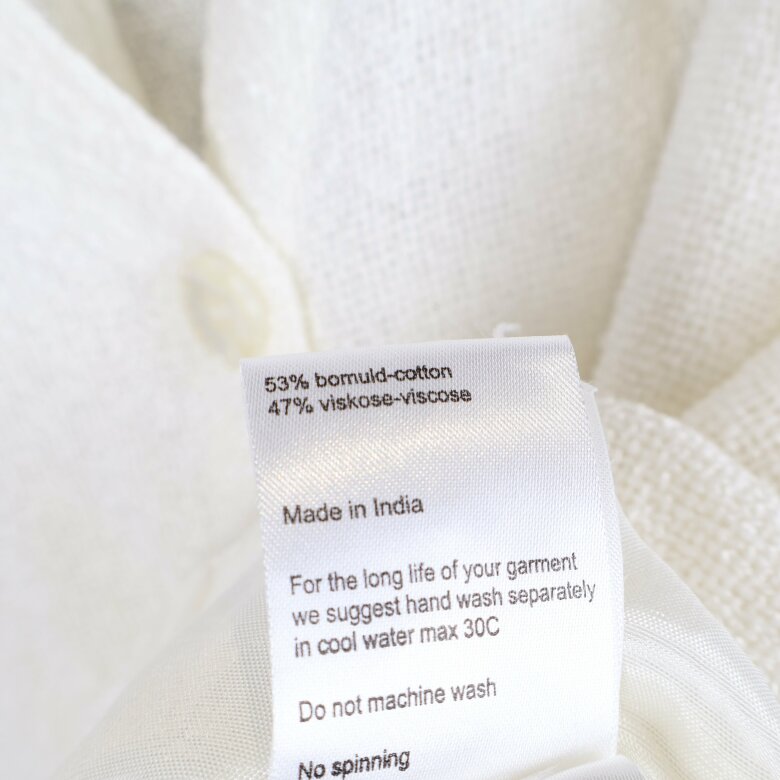 53% bomuld-cotton
47% viskose-viscose
Made in India
For the long life of your garment
we suggest hand wash separately
in cool water max 30C
Do not machine wash
No spinning